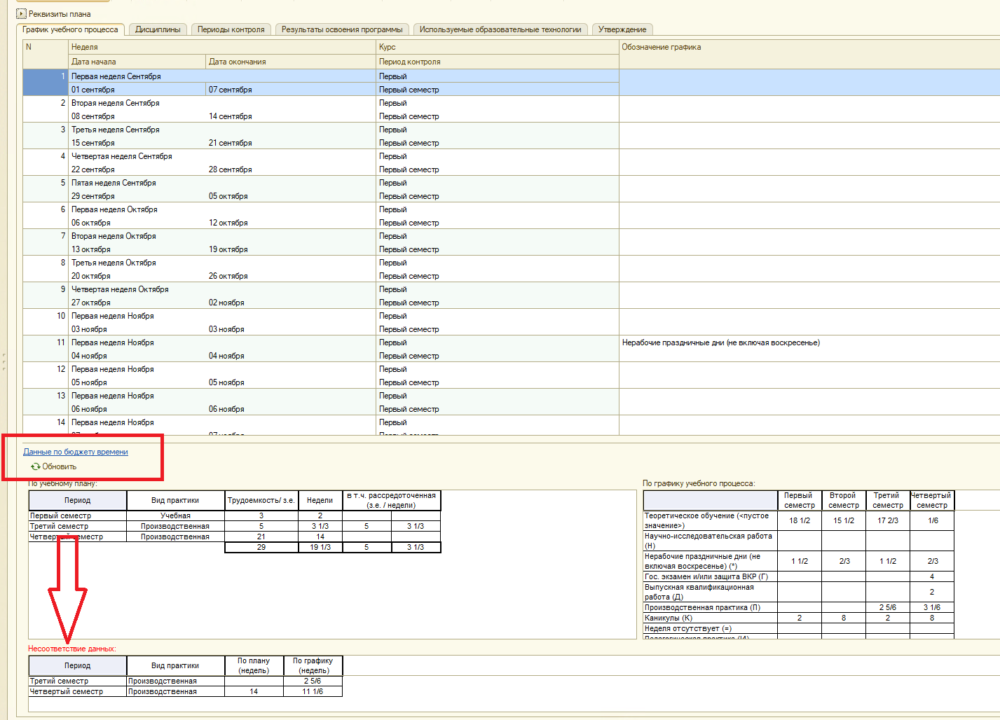 Реквизиты плана
График учебного процесса Дисциплины Периоды контроля Результаты освоения программы Используемые образовательные технологии Утверждение
N Неделя Курс Обозначение графика
Дата начала Дата окончания Период контроля
1 Первая неделя Сентября Первый
01 сентября 07 сентября Первый семестр
2 Вторая неделя Сентября Первый
08 сентября 14 сентября Первый семестр
3 Третья неделя Сентября Первый
15 сентября 21 сентября Первый семестр
4 Четвертая неделя Сентября Первый
22 сентября 28 сентября Первый семестр
5 Пятая неделя Сентября Первый
29 сентября 05 октября Первый семестр
6 Первая неделя Октября Первый
06 октября 12 октября Первый семестр
7 Вторая неделя Октября Первый
13 октября 19 октября Первый семестр
8 Третья неделя Октября Первый
20 октября 26 октября Первый семестр
9 Четвертая неделя Октября Первый
27 октября 02 ноября Первый семестр
10 Первая неделя Ноября Первый
03 ноября 03 ноября Первый семестр
11 Первая неделя Ноября Первый Нерабочие праздничные дни (не включая воскресенье)
04 ноября 04 ноября Первый семестр
12 Первая неделя Ноября Первый
05 ноября 05 ноября Первый семестр
13 Первая неделя Ноября Первый
06 ноября 06 ноября Первый семестр
14 Первая неделя Ноября Первый
Данные по бюджету времени
Обновить
По учебному плану:
Период Вид практики Трудоемкость/ з.е. Недели в т.ч. рассредоточенная
(з.е. / недели)
Первый семестр Учебная 3 2
Третий семестр Производственная 5 3 1/3 5 3 1/3
Четвертый семестр Производственная 21 14
29 19 1/3 5 3 1/3
По графику учебного процесса:
Первый семестр Второй семестр Третий семестр Четвертый семестр
Теоретическое обучение (<пустое
значение>) 18 1/2 15 1/2 17 2/3 1/6
Научно-исследовательская работа
(Н)
Нерабочие праздничные дни (не
включая воскресенье) (*) 1 1/2 2/3 1 1/2 2/3
Гос. экзамен и/или защита ВКР (Г) 4
Выпускная квалификационная
работа (Д) 2
Производственная практика (П) 2 5/6 3 1/6
Каникулы (К) 2 8 2 8
Неделя отсутствует (=)
Несоответствие данных:
Период Вид практики По плану (недель) По графику (недель)
Третий семестр Производственная 2 5/6
Четвертый семестр Производственная 14 11 1/6